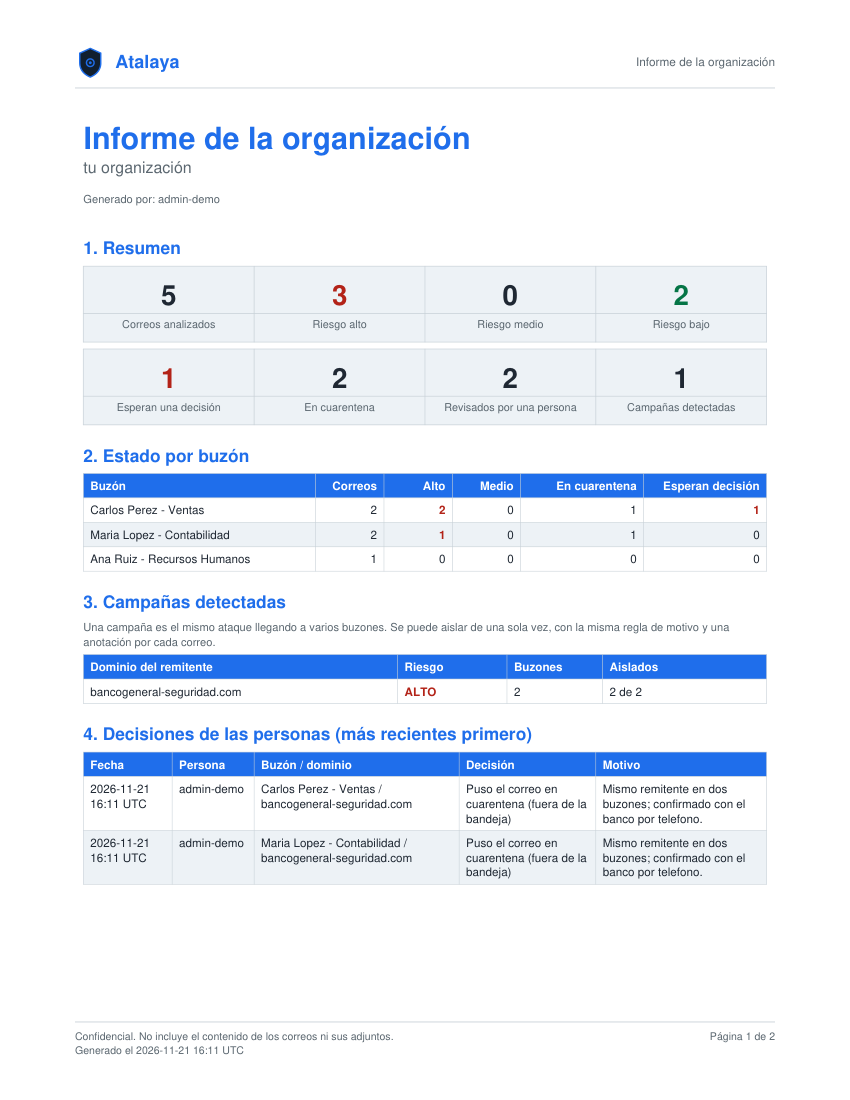 Atalaya
Informe de la organización
Informe de la organización
tu organización
Generado por: admin-demo
1. Resumen
5 3 0 2
Correos analizados Riesgo alto Riesgo medio Riesgo bajo
1 2 2 1
Esperan una decisión En cuarentena Revisados por una persona Campañas detectadas
2. Estado por buzón
Buzón Correos Alto Medio En cuarentena Esperan decisión
Carlos Perez - Ventas 2 2 0 1 1
Maria Lopez - Contabilidad 2 1 0 1 0
Ana Ruiz - Recursos Humanos 1 0 0 0 0
3. Campañas detectadas
Una campaña es el mismo ataque llegando a varios buzones. Se puede aislar de una sola vez, con la misma regla de motivo y una
anotación por cada correo.
Dominio del remitente Riesgo Buzones Aislados
bancogeneral-seguridad.com ALTO 2 2 de 2
4. Decisiones de las personas (más recientes primero)
Fecha Persona Buzón / dominio Decisión Motivo
2026-11-21 admin-demo Carlos Perez - Ventas / Puso el correo en Mismo remitente en dos
16:11 UTC bancogeneral-seguridad.com cuarentena (fuera de la buzones; confirmado con el
bandeja) banco por telefono.
2026-11-21 admin-demo Maria Lopez - Contabilidad / Puso el correo en Mismo remitente en dos
16:11 UTC bancogeneral-seguridad.com cuarentena (fuera de la buzones; confirmado con el
bandeja) banco por telefono.
Confidencial. No incluye el contenido de los correos ni sus adjuntos. Página 1 de 2
Generado el 2026-11-21 16:11 UTC